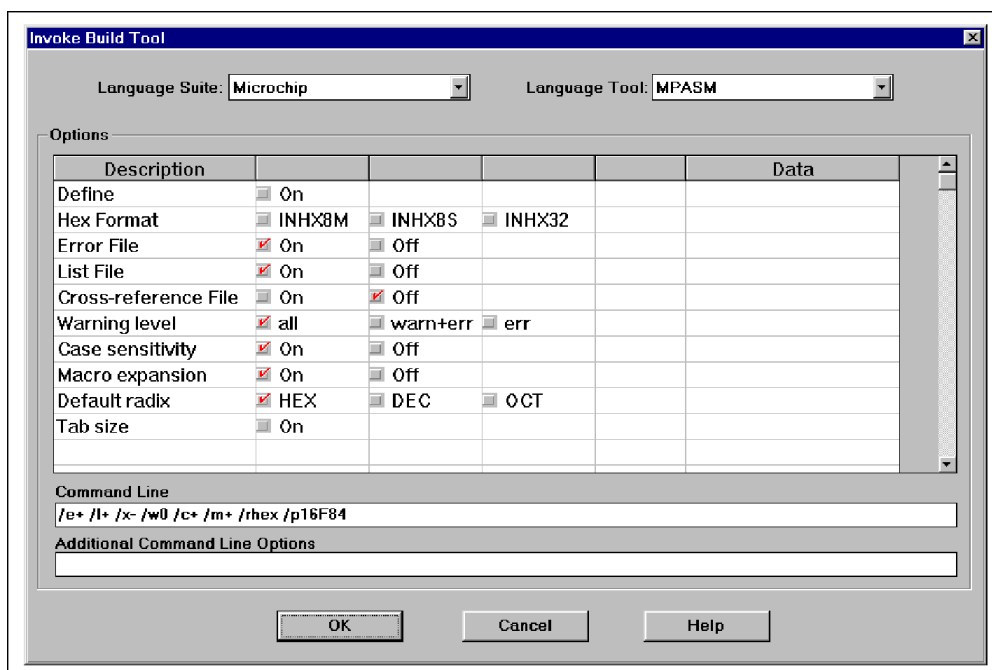 Invoke Build Tool
Language Suite: Microchip Language Tool: MPASM
Options
Description Data
Define On
Hex Format INHX8M INHX8S INHX32
Error File On Off
List File On Off
Cross-reference File On Off
Warning level all warn+err err
Case sensitivity On Off
Macro expansion On Off
Default radix HEX DEC OCT
Tab size On
Command Line
/e+ /l+ /x- /w0 /c+ /m+ /rhex /p16F84
Additional Command Line Options
OK Cancel Help